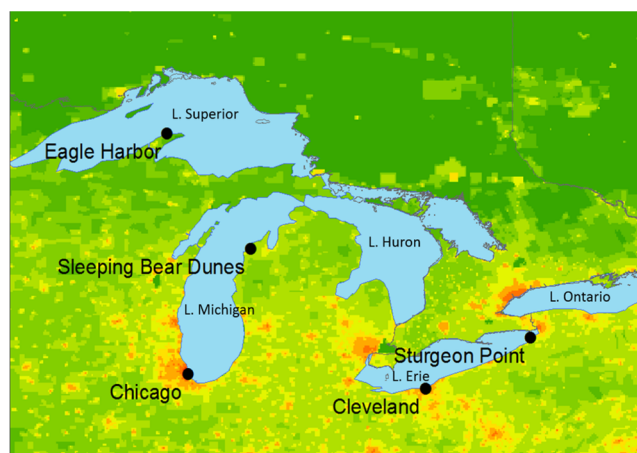 L. Superior
Eagle Harbor
L. Huron
Sleeping Bear Dunes
L. Ontario
L. Michigan
Sturgeon Point
L. Erie
Chicago
Cleveland